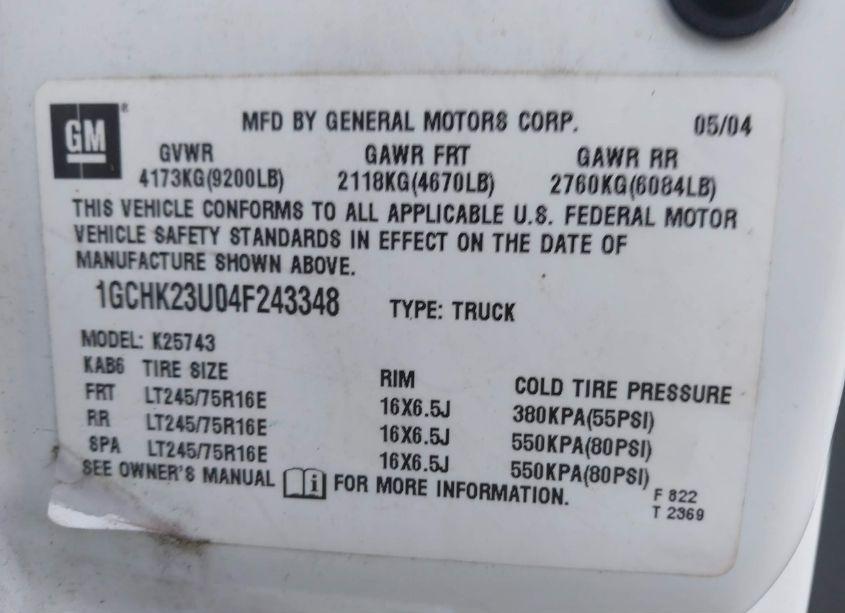 GM
MFD BY GENERAL MOTORS CORP. 05/04
GVWR GAWR FRT GAWR RR
4173KG(9200LB) 2118KG(4670LB) 2760KG(6084LB)
THIS VEHICLE CONFORMS TO ALL APPLICABLE U.S. FEDERAL MOTOR
VEHICLE SAFETY STANDARDS IN EFFECT ON THE DATE OF
MANUFACTURE SHOWN ABOVE.
1GCHK23U04F243348 TYPE: TRUCK
MODEL: K25743
KAB6 TIRE SIZE RIM COLD TIRE PRESSURE
FRT LT245/75R16E 16X6.5J 380KPA(55PSI)
RR LT245/75R16E 16X6.5J 550KPA(80PSI)
SPA LT245/75R16E 16X6.5J 550KPA(80PSI)
SEE OWNER'S MANUAL i FOR MORE INFORMATION.
F 822
T 2369